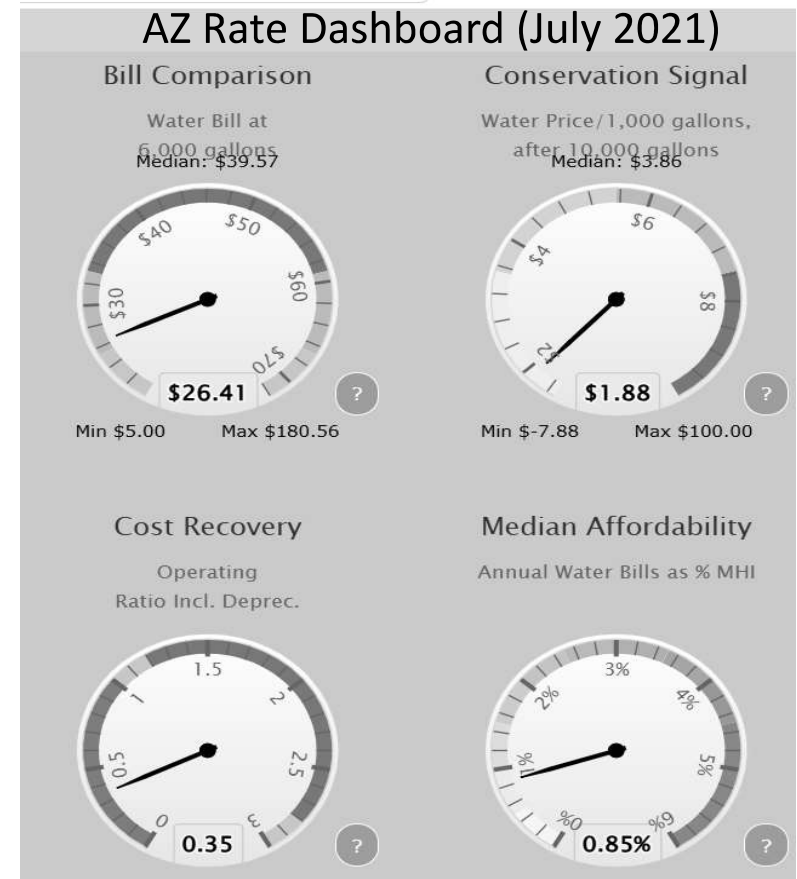 AZ Rate Dashboard (July 2021)
Bill Comparison
Water Bill at
6,000 gallons
Median: $39.57
$30
$40
$50
$60
$70
$26.41
?
Min $5.00 Max $180.56
Conservation Signal
Water Price/1,000 gallons,
after 10,000 gallons
Median: $3.86
$2
$4
$6
$8
$1.88
?
Min $-7.88 Max $100.00
Cost Recovery
Operating
Ratio Incl. Deprec.
0
0.5
1
1.5
2
2.5
3
0.35
?
Median Affordability
Annual Water Bills as % MHI
0%
1%
2%
3%
4%
5%
6%
0.85%
?